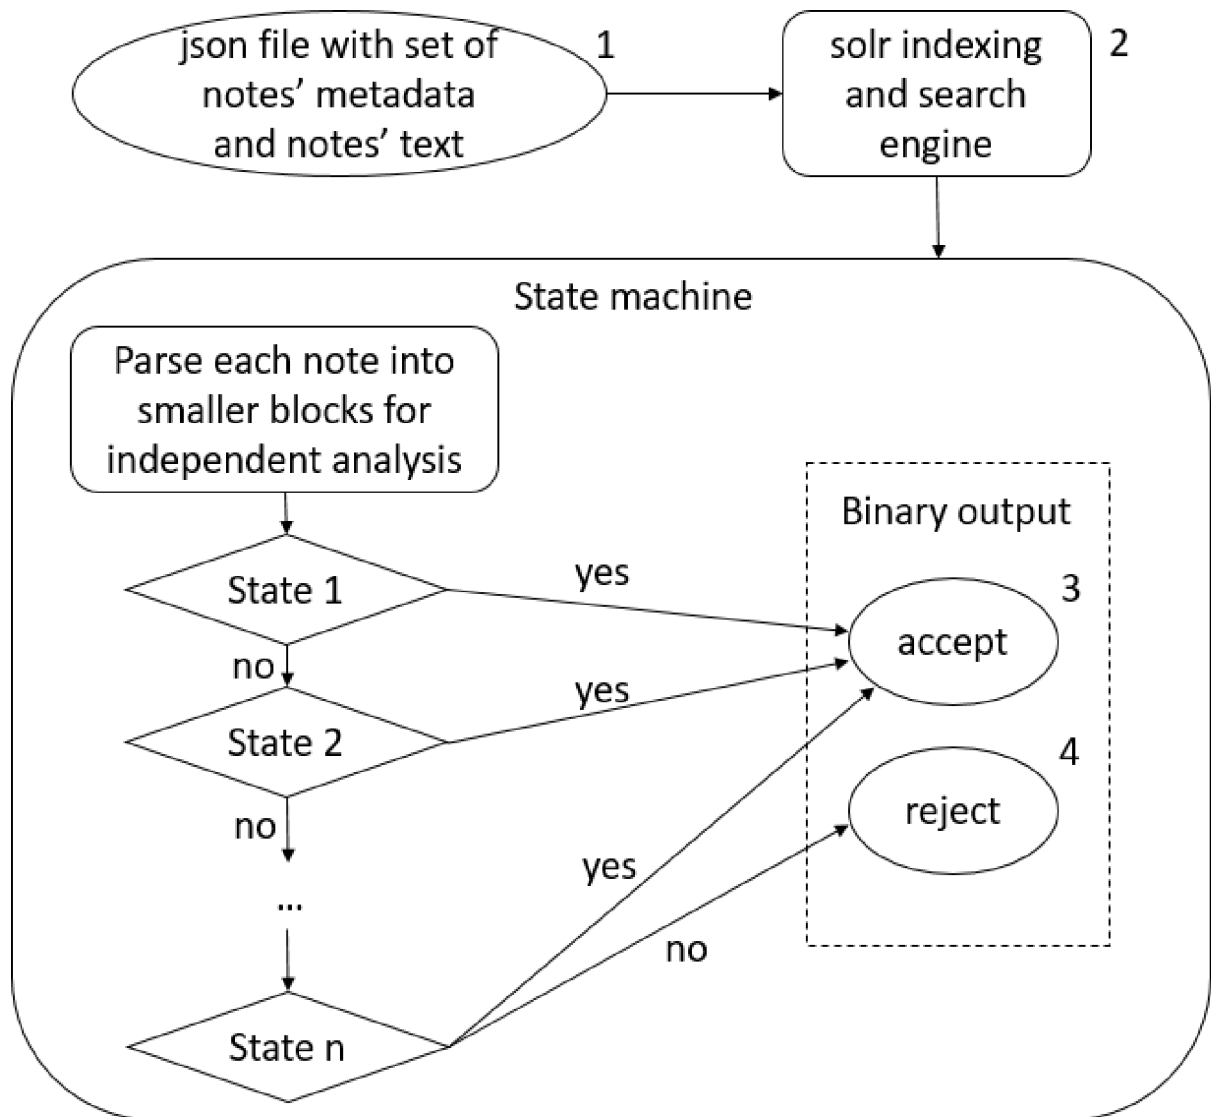 json file with set of
notes’ metadata
and notes’ text
1
solr indexing
and search
engine
2
State machine
Parse each note into
smaller blocks for
independent analysis
Binary output
State 1
yes
accept
3
no
State 2
yes
reject
4
no
...
yes
no
State n